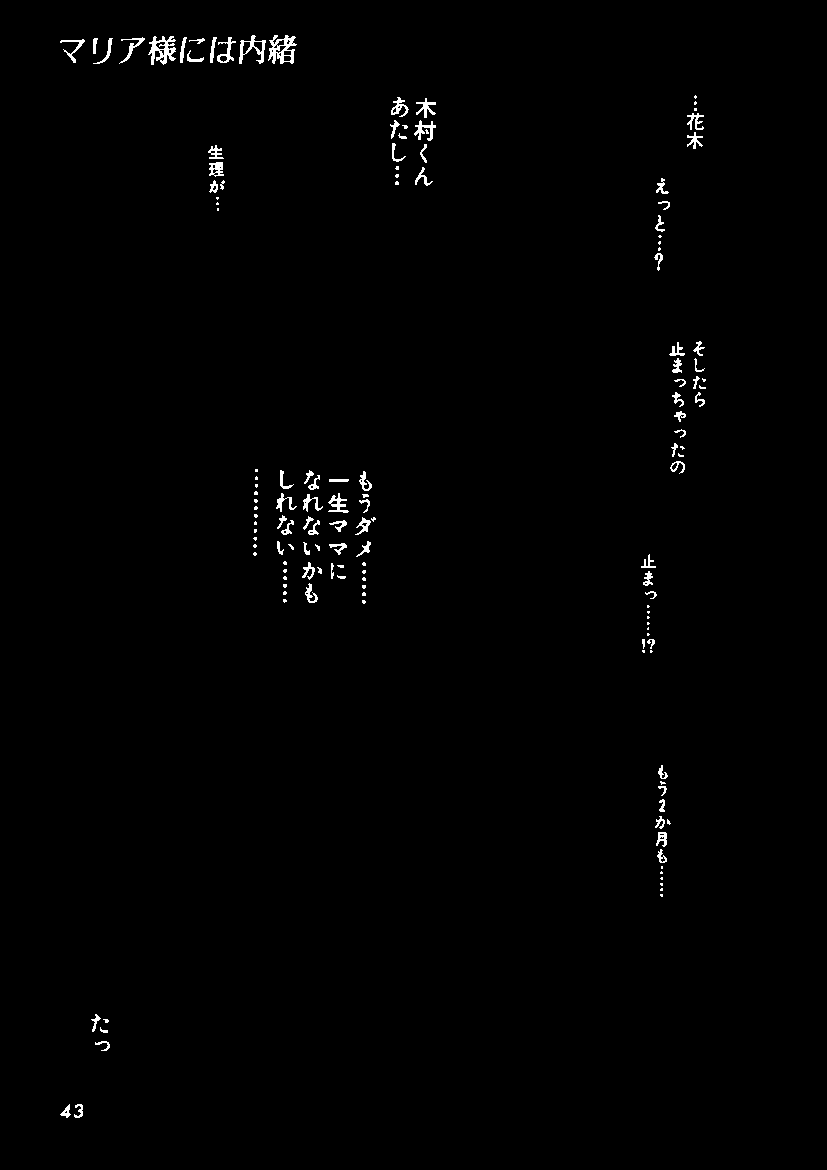 マリア様には内緒
…花木
えっと…?
そしたら
止まっちゃったの
止まっ……!?
もう2か月も……
木村くん
あたし…
生理が…
もうダメ……
一生ママに
なれないかも
しれない……
…………
たっ
43